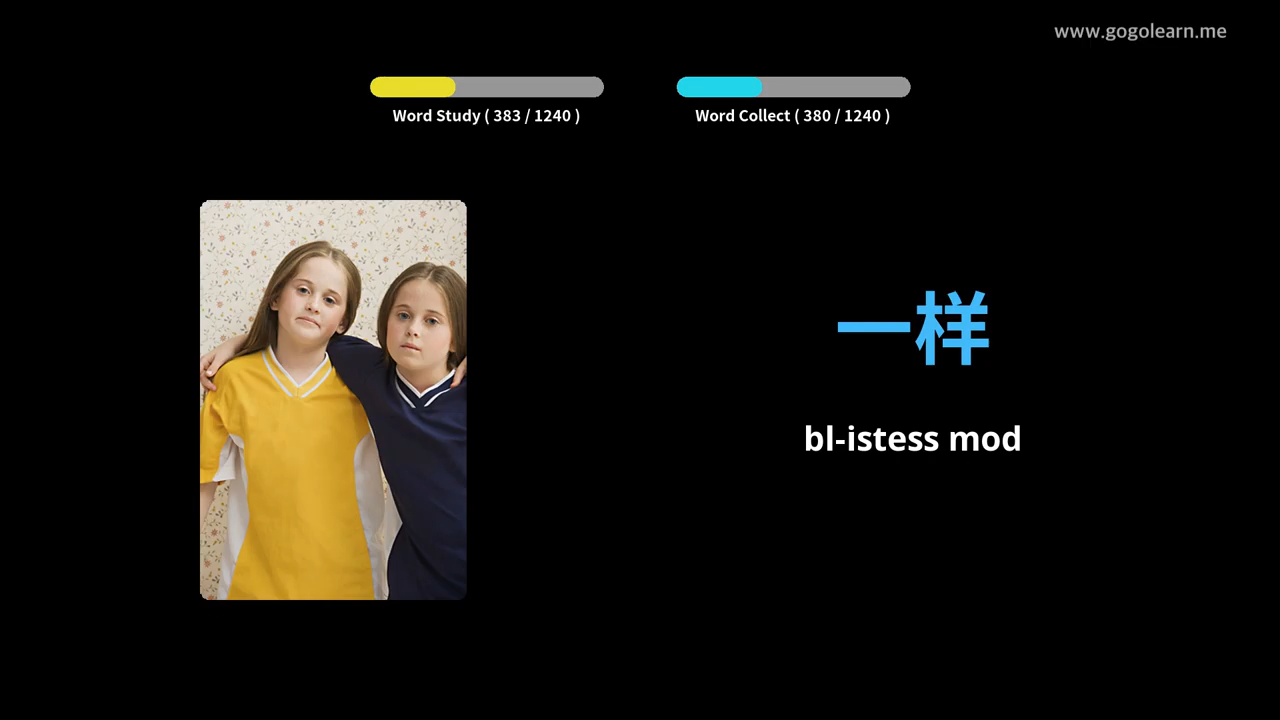 www.gogolearn.me
Word Study ( 383 / 1240 )
Word Collect ( 380 / 1240 )
一样
bl-istess mod